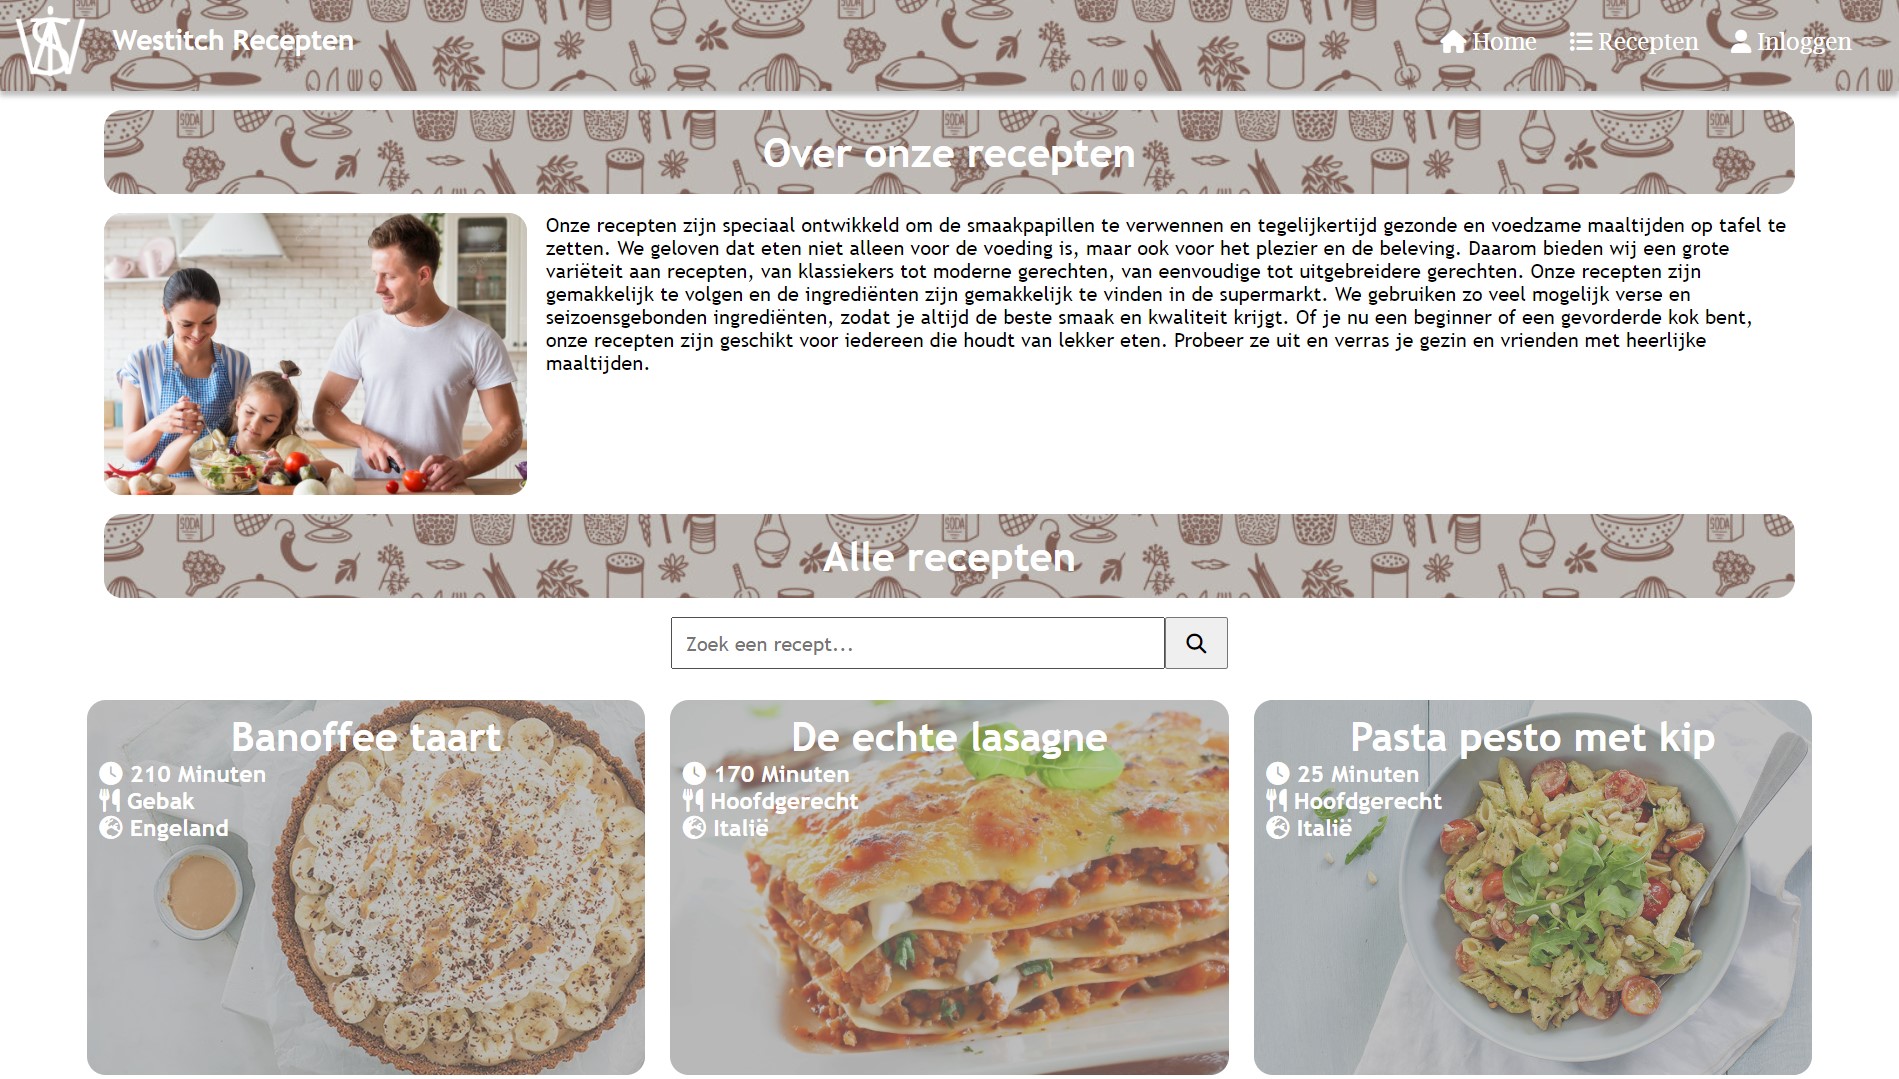 Westitch Recepten
Home Recepten Inloggen
Over onze recepten
Onze recepten zijn speciaal ontwikkeld om de smaakpapillen te verwennen en tegelijkertijd gezonde en voedzame maaltijden op tafel te
zetten. We geloven dat eten niet alleen voor de voeding is, maar ook voor het plezier en de beleving. Daarom bieden wij een grote
variëteit aan recepten, van klassiekers tot moderne gerechten, van eenvoudige tot uitgebreidere gerechten. Onze recepten zijn
gemakkelijk te volgen en de ingrediënten zijn gemakkelijk te vinden in de supermarkt. We gebruiken zo veel mogelijk verse en
seizoensgebonden ingrediënten, zodat je altijd de beste smaak en kwaliteit krijgt. Of je nu een beginner of een gevorderde kok bent,
onze recepten zijn geschikt voor iedereen die houdt van lekker eten. Probeer ze uit en verras je gezin en vrienden met heerlijke
maaltijden.
Alle recepten
Zoek een recept...
Banoffee taart
210 Minuten
Gebak
Engeland
De echte lasagne
170 Minuten
Hoofdgerecht
Italië
Pasta pesto met kip
25 Minuten
Hoofdgerecht
Italië